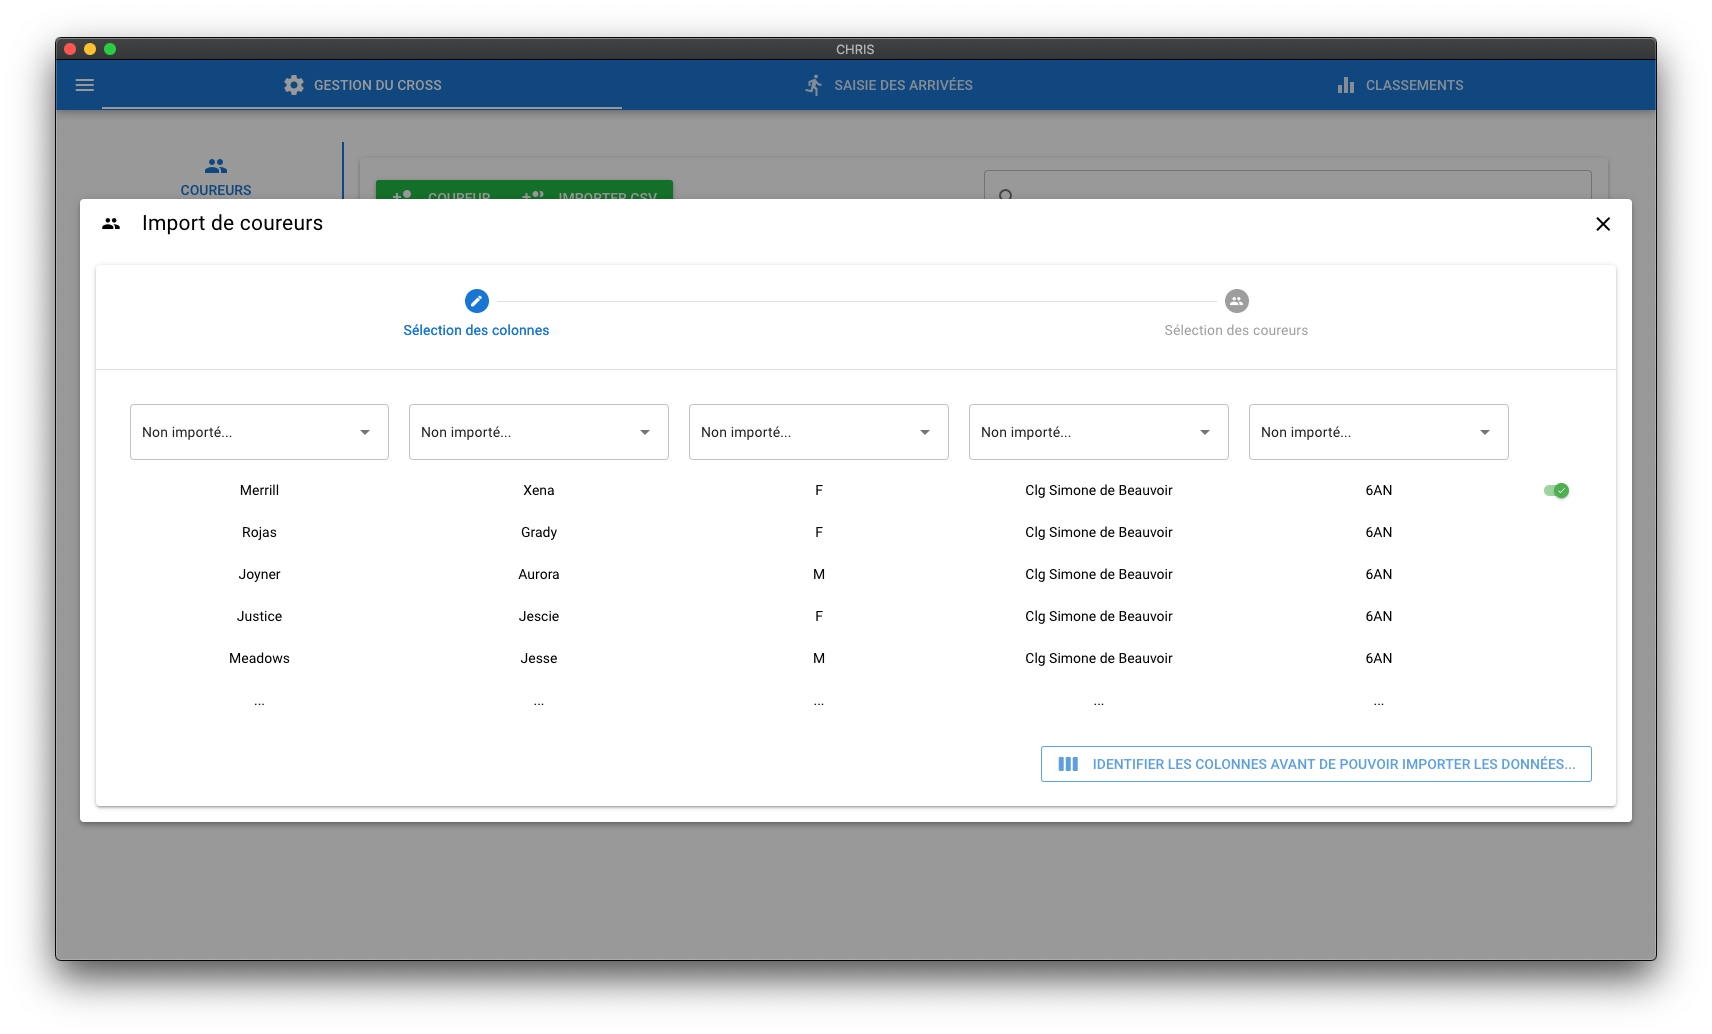 CHRIS
GESTION DU CROSS
SAISIE DES ARRIVÉES
CLASSEMENTS
COUREURS
COUREUR
IMPORTER CSV
Import de coureurs
Sélection des colonnes
Sélection des coureurs
Non importé... Non importé... Non importé... Non importé... Non importé...
Merrill Xena F Clg Simone de Beauvoir 6AN
Rojas Grady F Clg Simone de Beauvoir 6AN
Joyner Aurora M Clg Simone de Beauvoir 6AN
Justice Jescie F Clg Simone de Beauvoir 6AN
Meadows Jesse M Clg Simone de Beauvoir 6AN
... ... ... ... ...
IDENTIFIER LES COLONNES AVANT DE POUVOIR IMPORTER LES DONNÉES...